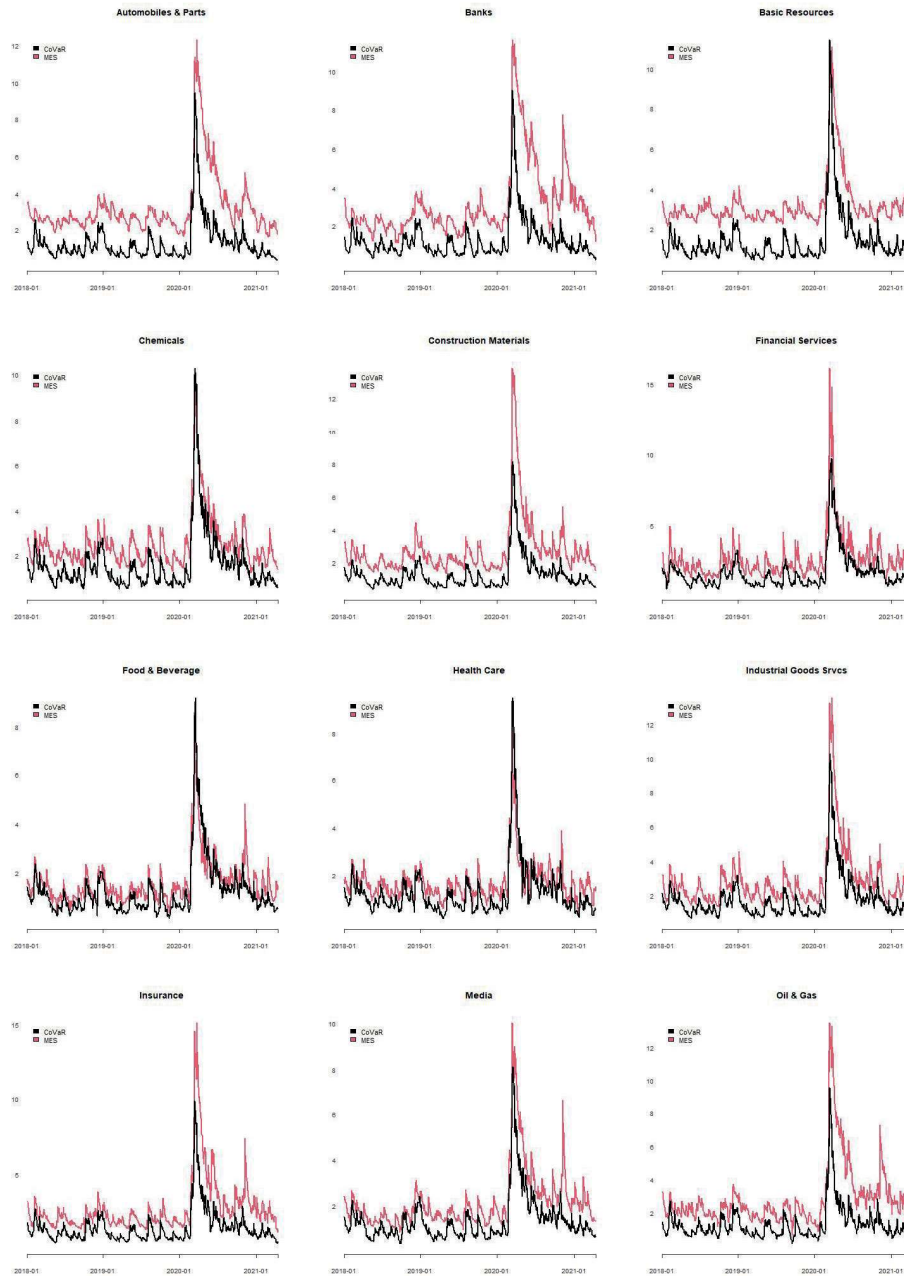 Automobiles & Parts
CoVaR
MES
12
10
8
6
4
2
2018-01 2019-01 2020-01 2021-01
Banks
CoVaR
MES
10
8
6
4
2
2018-01 2019-01 2020-01 2021-01
Basic Resources
CoVaR
MES
10
8
6
4
2
2018-01 2019-01 2020-01 2021-01
Chemicals
CoVaR
MES
10
8
6
4
2
2018-01 2019-01 2020-01 2021-01
Construction Materials
CoVaR
MES
12
10
8
6
4
2
2018-01 2019-01 2020-01 2021-01
Financial Services
CoVaR
MES
15
10
5
2018-01 2019-01 2020-01 2021-01
Food & Beverage
CoVaR
MES
8
6
4
2
2018-01 2019-01 2020-01 2021-01
Health Care
CoVaR
MES
8
6
4
2
2018-01 2019-01 2020-01 2021-01
Industrial Goods Srvcs
CoVaR
MES
12
10
8
6
4
2
2018-01 2019-01 2020-01 2021-01
Insurance
CoVaR
MES
15
10
5
2018-01 2019-01 2020-01 2021-01
Media
CoVaR
MES
10
8
6
4
2
2018-01 2019-01 2020-01 2021-01
Oil & Gas
CoVaR
MES
12
10
8
6
4
2
2018-01 2019-01 2020-01 2021-01